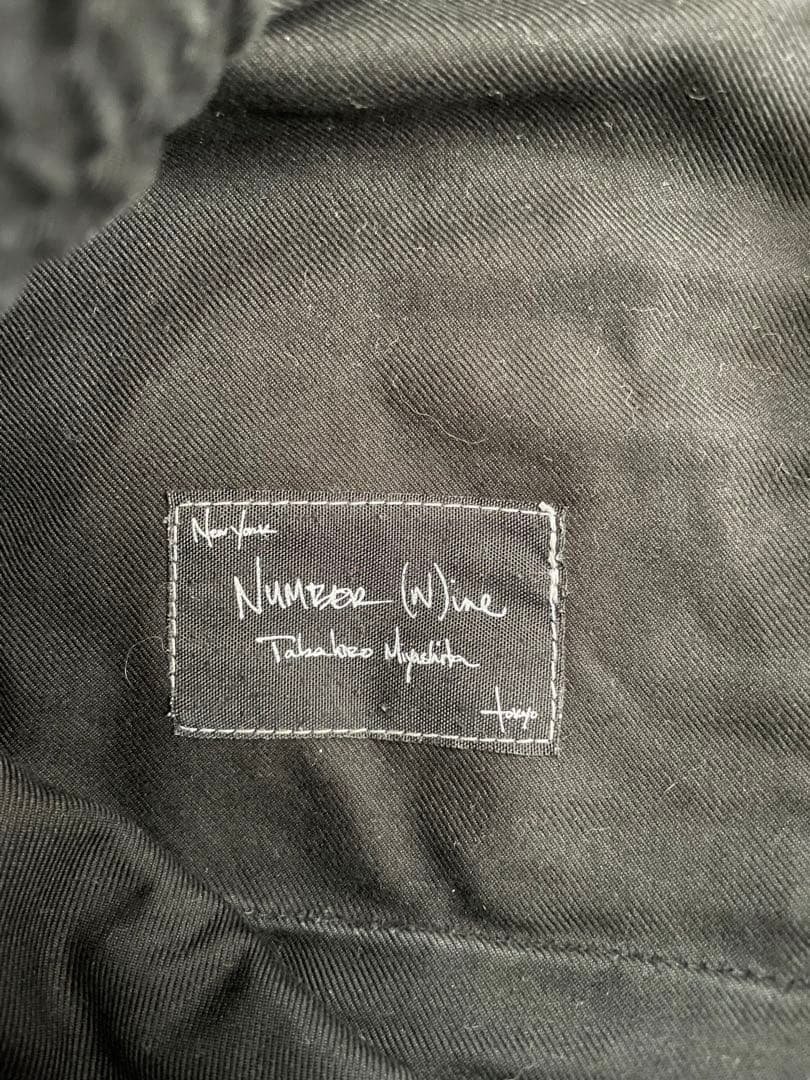 New York
NUMBER (N)ine
Takahiro Miyashita
tokyo